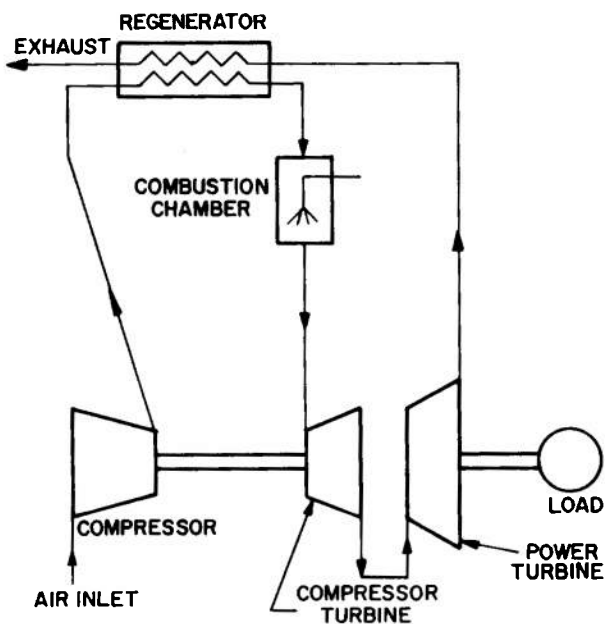 REGENERATOR
EXHAUST
COMBUSTION
CHAMBER
COMPRESSOR
LOAD
POWER
TURBINE
COMPRESSOR
TURBINE
AIR INLET